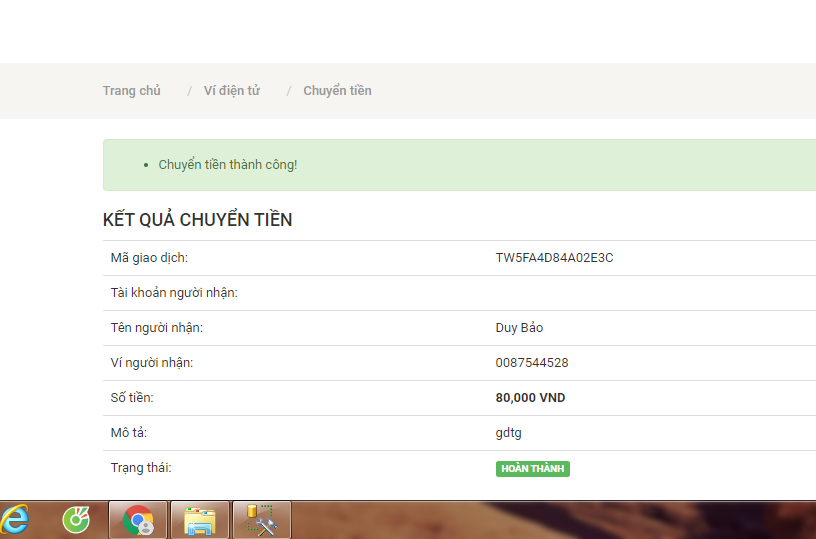 Trang chủ / Ví điện tử / Chuyển tiền
Chuyển tiền thành công!
KẾT QUẢ CHUYỂN TIỀN
Mã giao dịch: TW5FA4D84A02E3C
Tài khoản người nhận:
Tên người nhận: Duy Bảo
Ví người nhận: 0087544528
Số tiền: 80,000 VND
Mô tả: gdtg
Trạng thái: HOÀN THÀNH